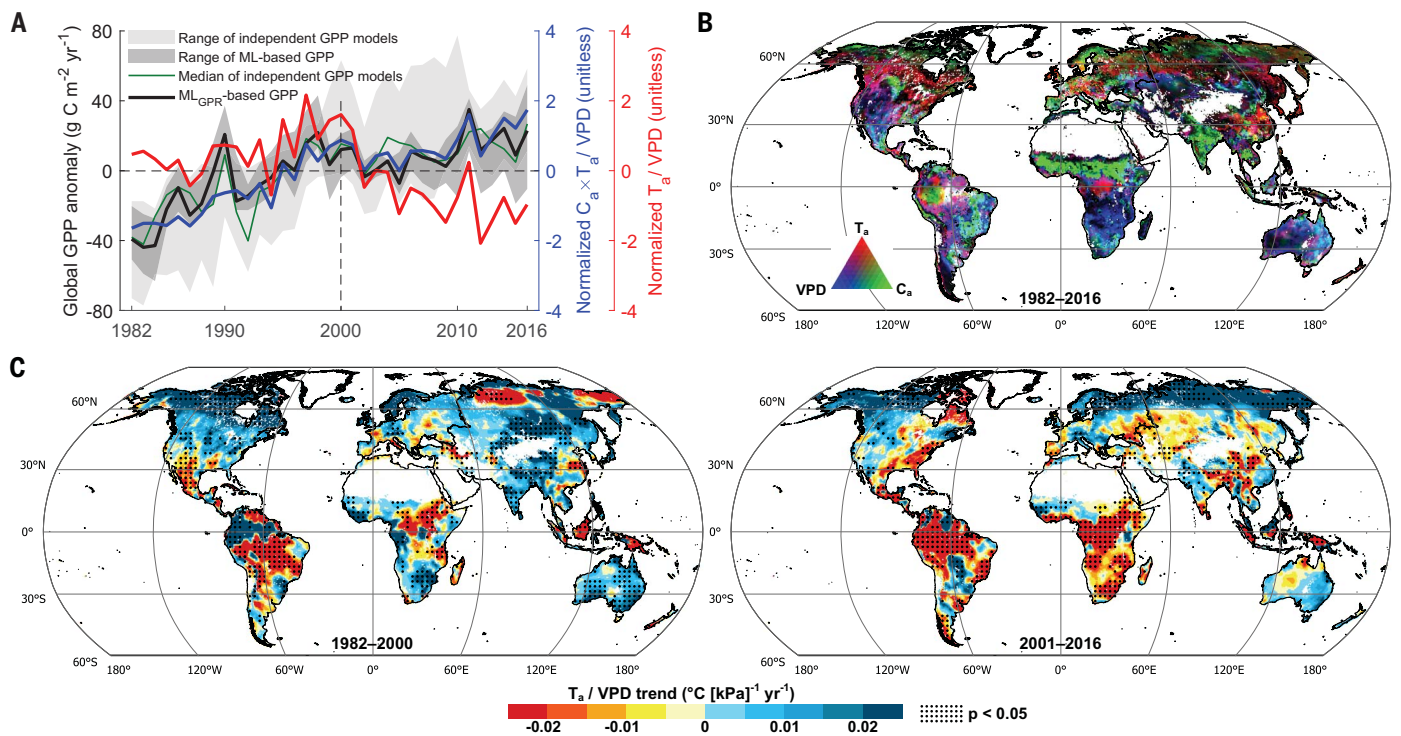 A
80
40
0
-40
-80
Global GPP anomaly (g C m⁻² yr⁻¹)
Range of independent GPP models
Range of ML-based GPP
Median of independent GPP models
ML_GPR-based GPP
4
2
0
-2
-4
Normalized Cₐ × Tₐ / VPD (unitless)
4
2
0
-2
-4
Normalized Tₐ / VPD (unitless)
1982 1990 2000 2010 2016
B
60°N
30°N
0°
30°S
60°S
Tₐ
VPD Cₐ
1982–2016
180° 120°W 60°W 0° 60°E 120°E 180°
C
60°N
30°N
0°
30°S
60°S
1982–2000
180° 120°W 60°W 0° 60°E 120°E 180°
60°N
30°N
0°
30°S
60°S
2001–2016
180° 120°W 60°W 0° 60°E 120°E 180°
Tₐ / VPD trend (°C [kPa]⁻¹ yr⁻¹)
-0.02 -0.01 0 0.01 0.02
p < 0.05